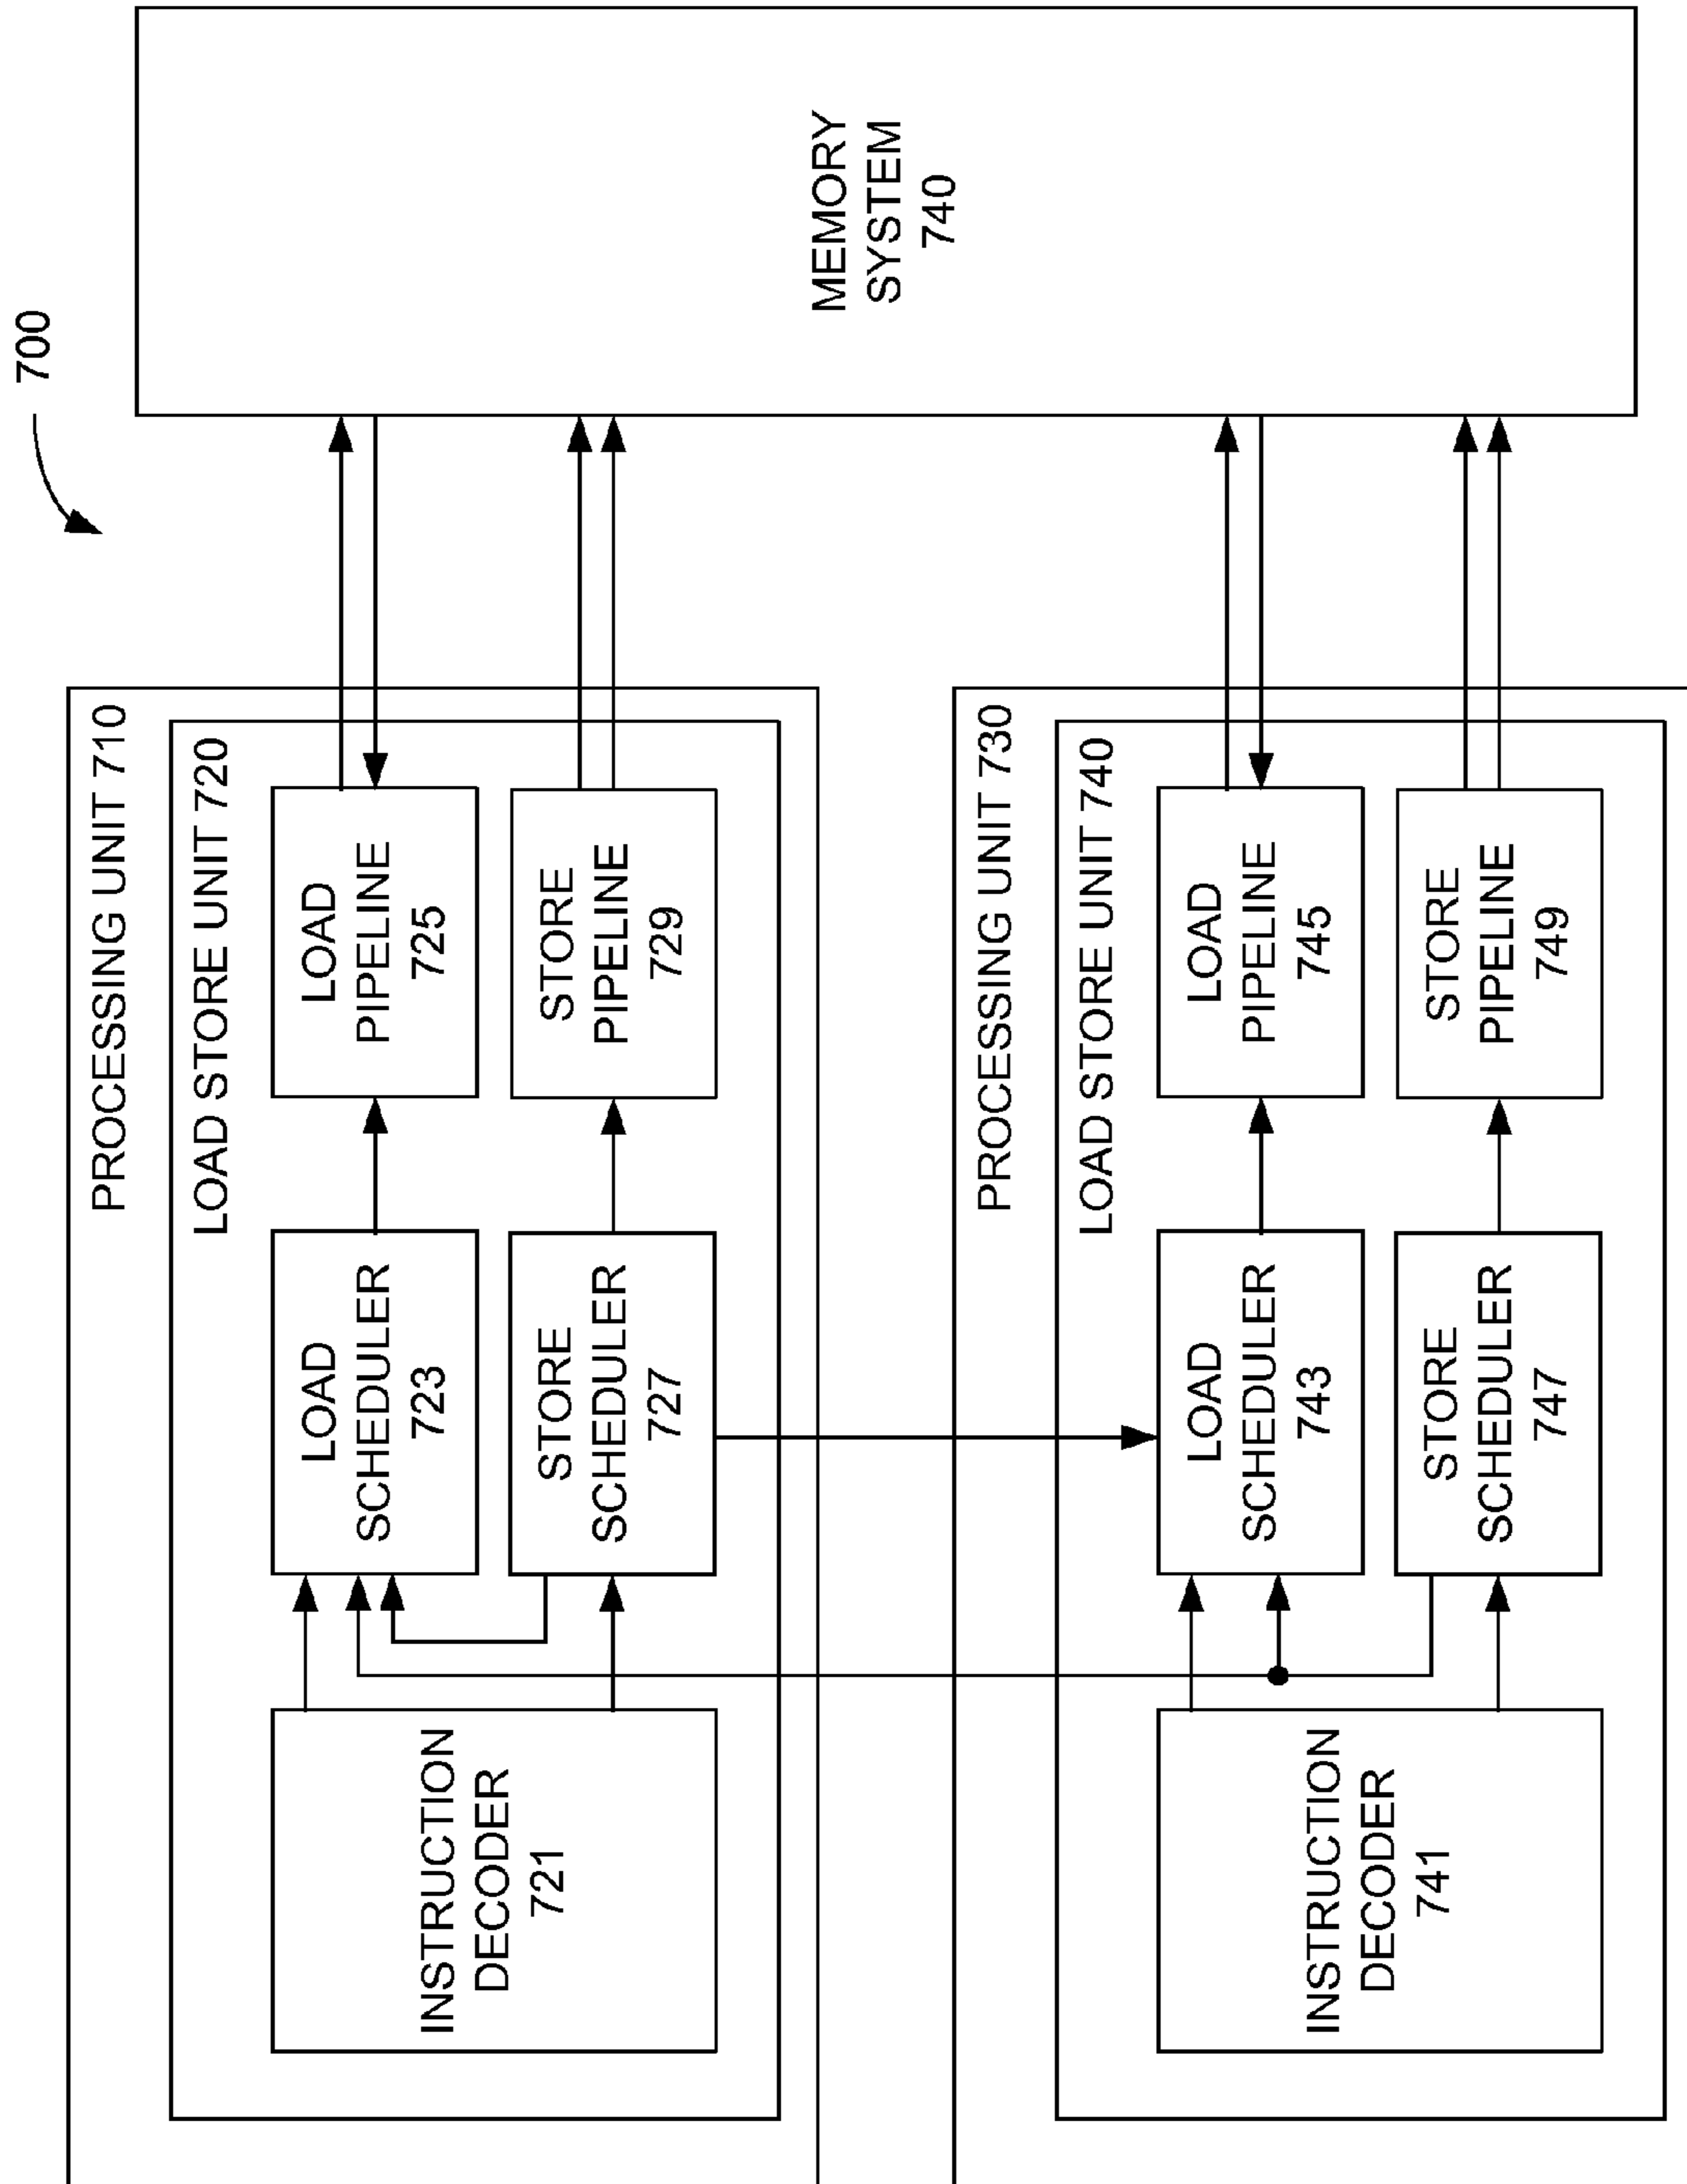 700
PROCESSING UNIT 710
LOAD STORE UNIT 720
INSTRUCTION
DECODER
721
LOAD
SCHEDULER
723
LOAD
PIPELINE
725
STORE
SCHEDULER
727
STORE
PIPELINE
729
PROCESSING UNIT 730
LOAD STORE UNIT 740
INSTRUCTION
DECODER
741
LOAD
SCHEDULER
743
LOAD
PIPELINE
745
STORE
SCHEDULER
747
STORE
PIPELINE
749
MEMORY
SYSTEM
740